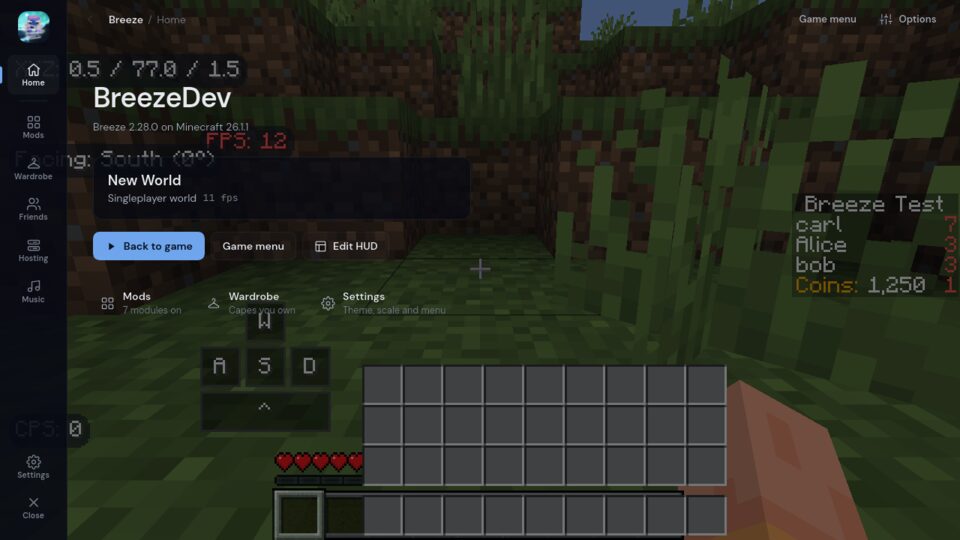 Breeze / Home
Game menu
Options
Home
XYZ: 0.5 / 77.0 / 1.5
BreezeDev
Breeze 2.28.0 on Minecraft 26.1.1
FPS: 12
Mods
Facing: South (0°)
Wardrobe
New World
Singleplayer world 11 fps
Friends
Breeze Test
carl 7
Alice 3
bob 3
Coins: 1,250 1
Hosting
Back to game
Game menu
Edit HUD
Music
Mods
7 modules on
Wardrobe
Capes you own
Settings
Theme, scale and menu
W
A S D
^
CPS: 0
Settings
Close